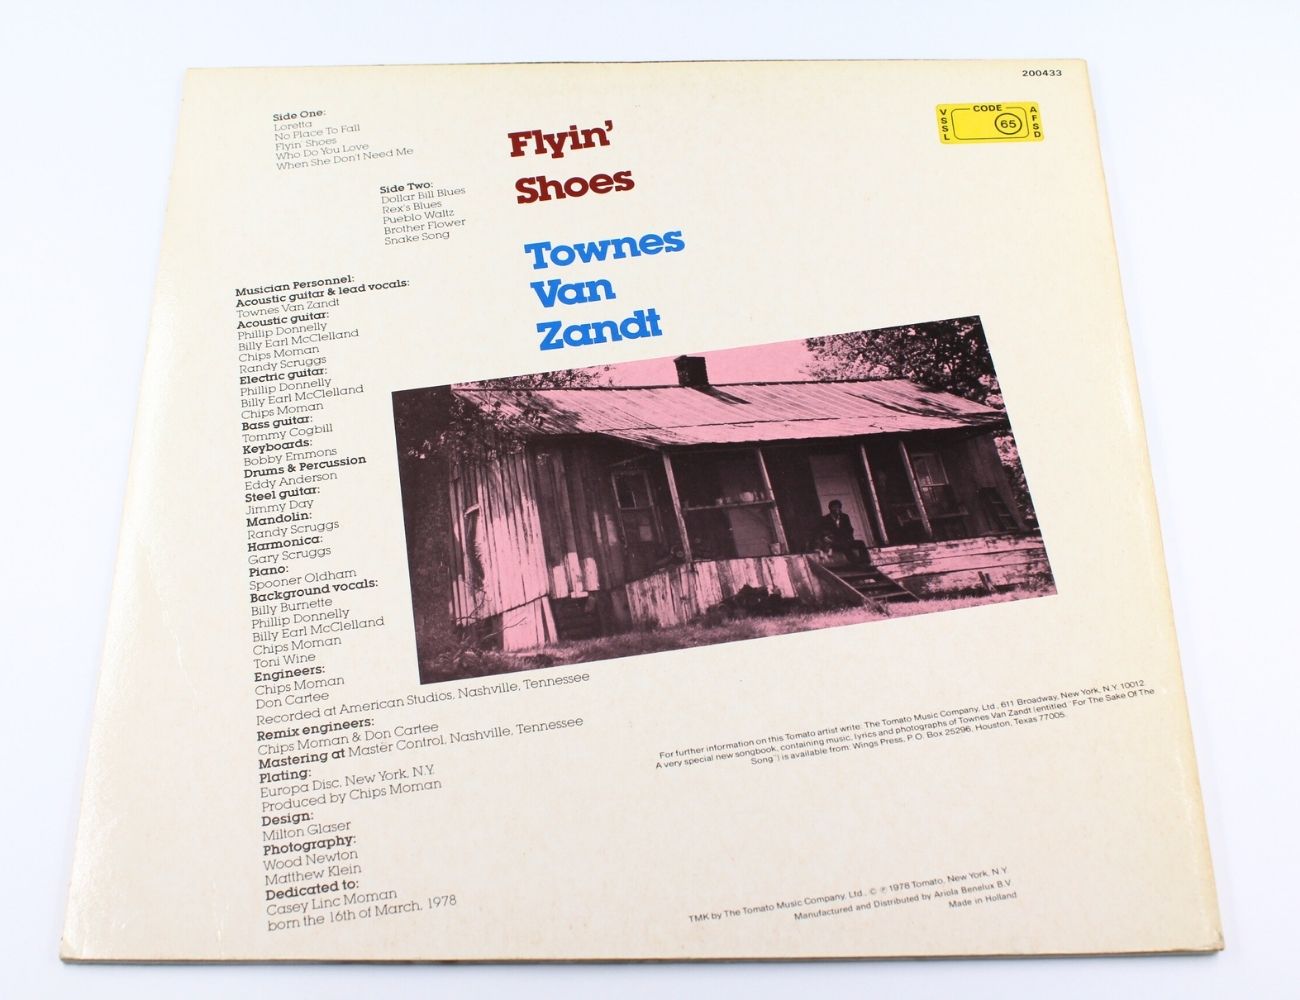 200433
VSSL CODE 65 AFSD
Side One:
Loretta
No Place To Fall
Flyin' Shoes
Who Do You Love
When She Don't Need Me
Side Two:
Dollar Bill Blues
Rex's Blues
Pueblo Waltz
Brother Flower
Snake Song
Flyin'
Shoes
Townes
Van
Zandt
Musician Personnel:
Acoustic guitar & lead vocals:
Townes Van Zandt
Acoustic guitar:
Phillip Donnelly
Billy Earl McClelland
Chips Moman
Randy Scruggs
Electric guitar:
Phillip Donnelly
Billy Earl McClelland
Chips Moman
Bass guitar:
Tommy Cogbill
Keyboards:
Bobby Emmons
Drums & Percussion
Eddy Anderson
Steel guitar:
Jimmy Day
Mandolin:
Randy Scruggs
Harmonica:
Gary Scruggs
Piano:
Spooner Oldham
Background vocals:
Billy Burnette
Phillip Donnelly
Billy Earl McClelland
Chips Moman
Toni Wine
Engineers:
Chips Moman
Don Cartee
Recorded at American Studios, Nashville, Tennessee
Remix engineers:
Chips Moman & Don Cartee
Mastering at Master Control, Nashville, Tennessee
Plating:
Europa Disc, New York, N.Y.
Produced by Chips Moman
Design:
Milton Glaser
Photography:
Wood Newton
Matthew Klein
Dedicated to:
Casey Linc Moman
born the 16th of March, 1978
For further information on this Tomato artist write: The Tomato Music Company, Ltd., 611 Broadway, New York, N.Y. 10012
A very special new songbook, containing music, lyrics and photographs of Townes Van Zandt (entitled "For The Sake Of The
Song") is available from: Wings Press, P.O. Box 25296, Houston, Texas 77005.
TMK by The Tomato Music Company, Ltd., © ℗ 1978 Tomato, New York, N.Y.
Manufactured and Distributed by Ariola Benelux B.V.
Made in Holland